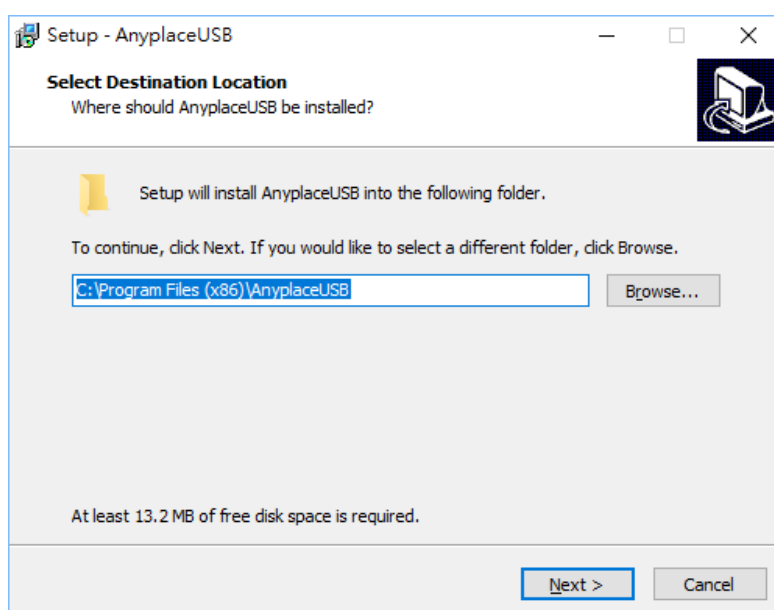 Setup - AnyplaceUSB
Select Destination Location
Where should AnyplaceUSB be installed?
Setup will install AnyplaceUSB into the following folder.
To continue, click Next. If you would like to select a different folder, click Browse.
C:\Program Files (x86)\AnyplaceUSB
Browse...
At least 13.2 MB of free disk space is required.
Next >
Cancel